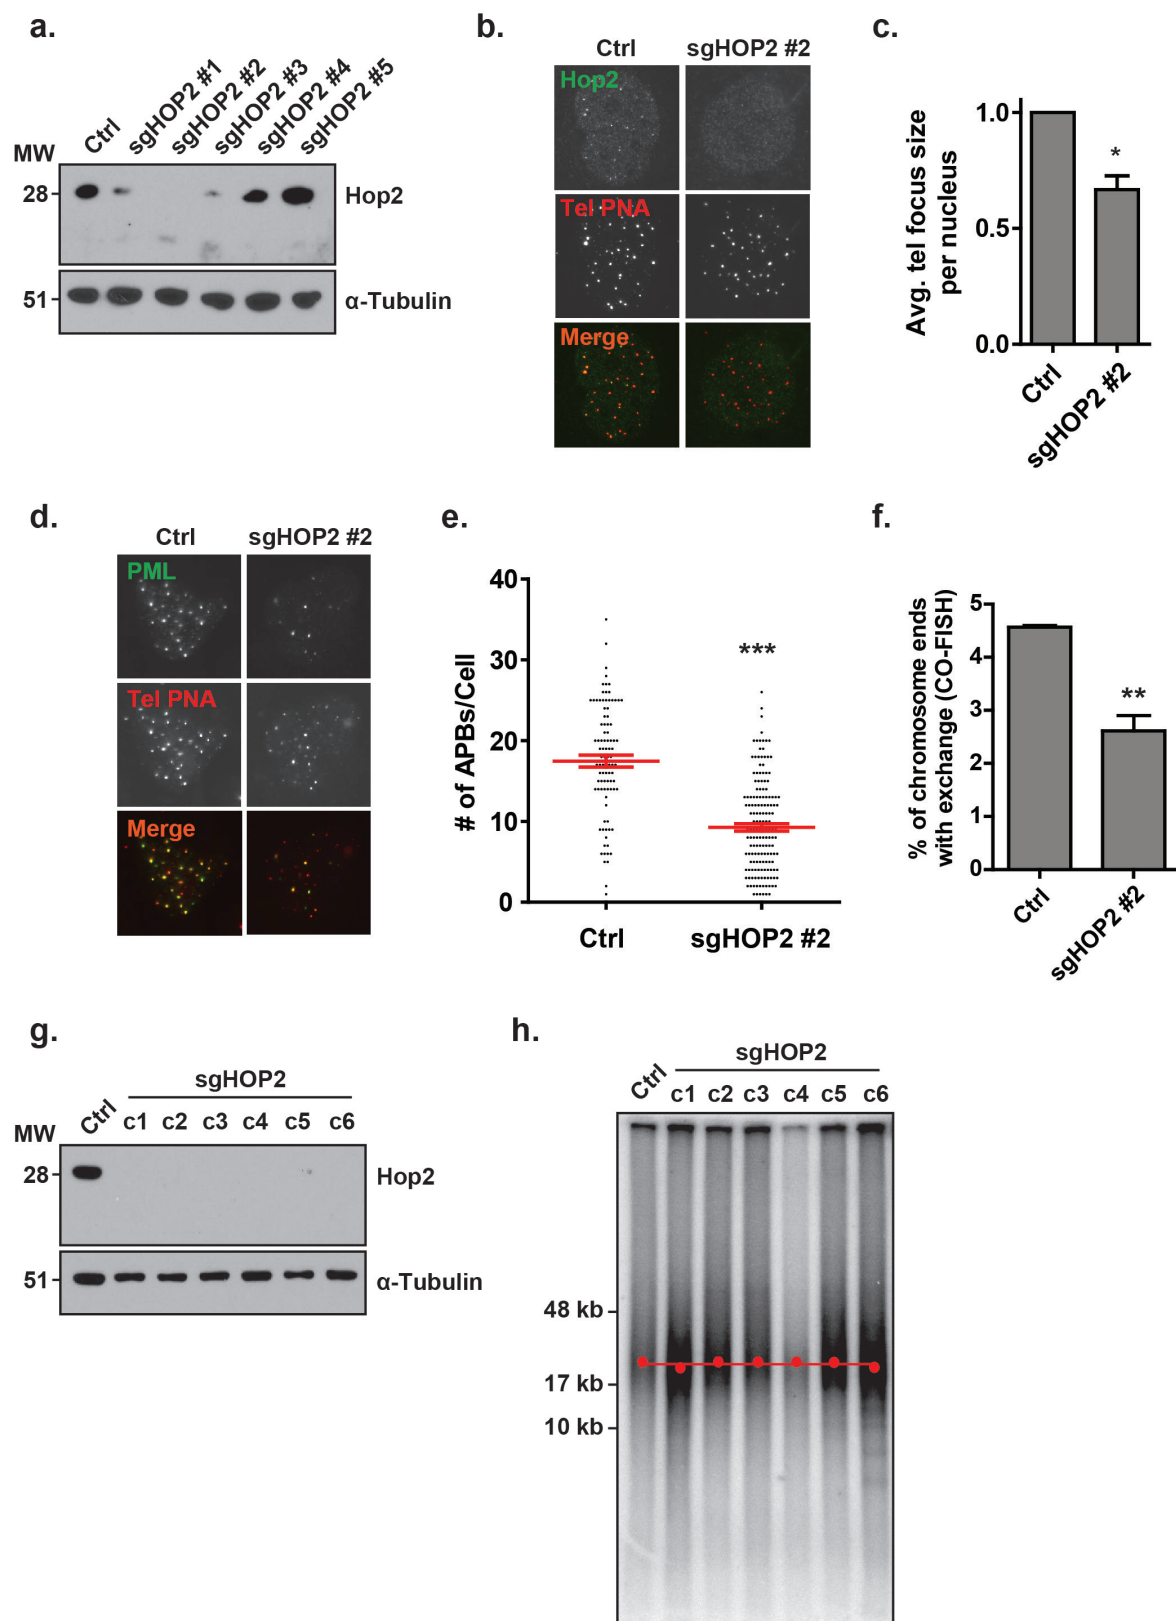 a.
Ctrl
sgHOP2 #1
sgHOP2 #2
sgHOP2 #3
sgHOP2 #4
sgHOP2 #5
MW
28
Hop2
51
α-Tubulin
b.
Ctrl
sgHOP2 #2
Hop2
Tel PNA
Merge
c.
Avg. tel focus size
per nucleus
1.0
0.5
0.0
*
Ctrl
sgHOP2 #2
d.
Ctrl
sgHOP2 #2
PML
Tel PNA
Merge
e.
# of APBs/Cell
40
30
20
10
0
***
Ctrl
sgHOP2 #2
f.
% of chromosome ends
with exchange (CO-FISH)
5
4
3
2
1
0
**
Ctrl
sgHOP2 #2
g.
sgHOP2
Ctrl
c1 c2 c3 c4 c5 c6
MW
28
Hop2
51
α-Tubulin
h.
sgHOP2
Ctrl
c1 c2 c3 c4 c5 c6
48 kb
17 kb
10 kb